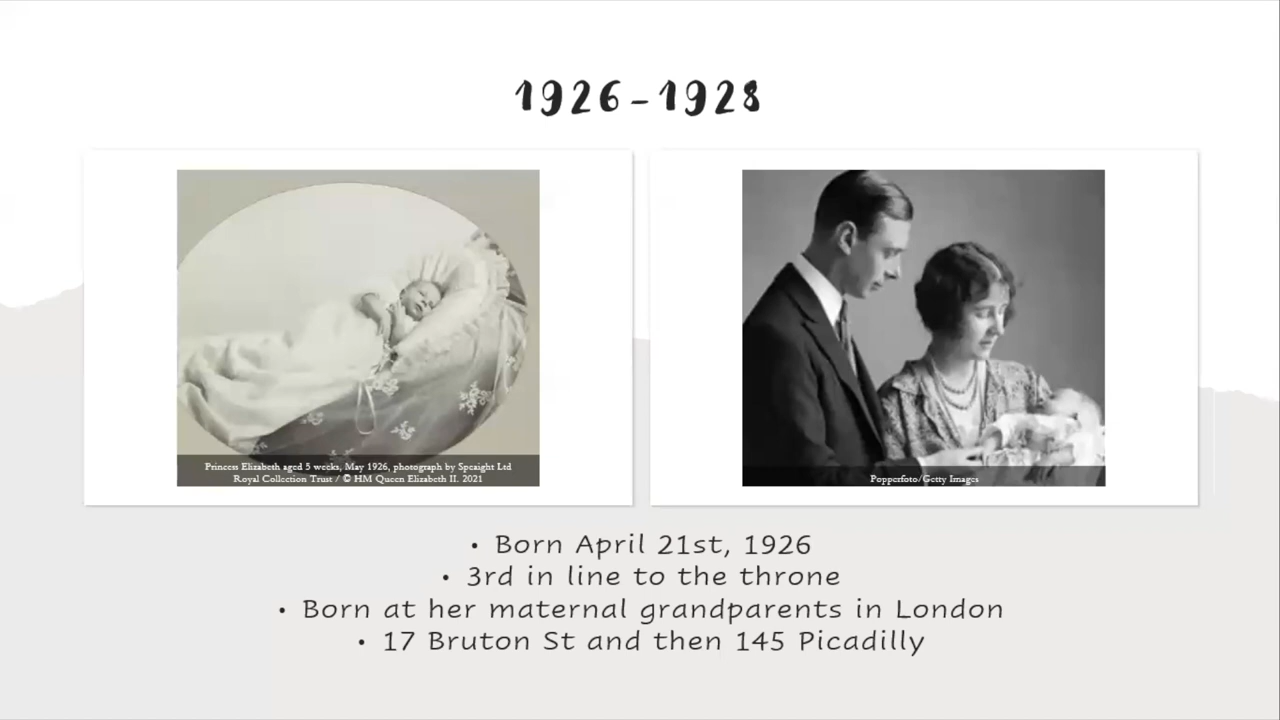 1926-1928
Princess Elizabeth aged 5 weeks, May 1926, photograph by Speaight Ltd
Royal Collection Trust / © HM Queen Elizabeth II. 2021
Popperfoto/Getty Images
• Born April 21st, 1926
• 3rd in line to the throne
• Born at her maternal grandparents in London
• 17 Bruton St and then 145 Picadilly